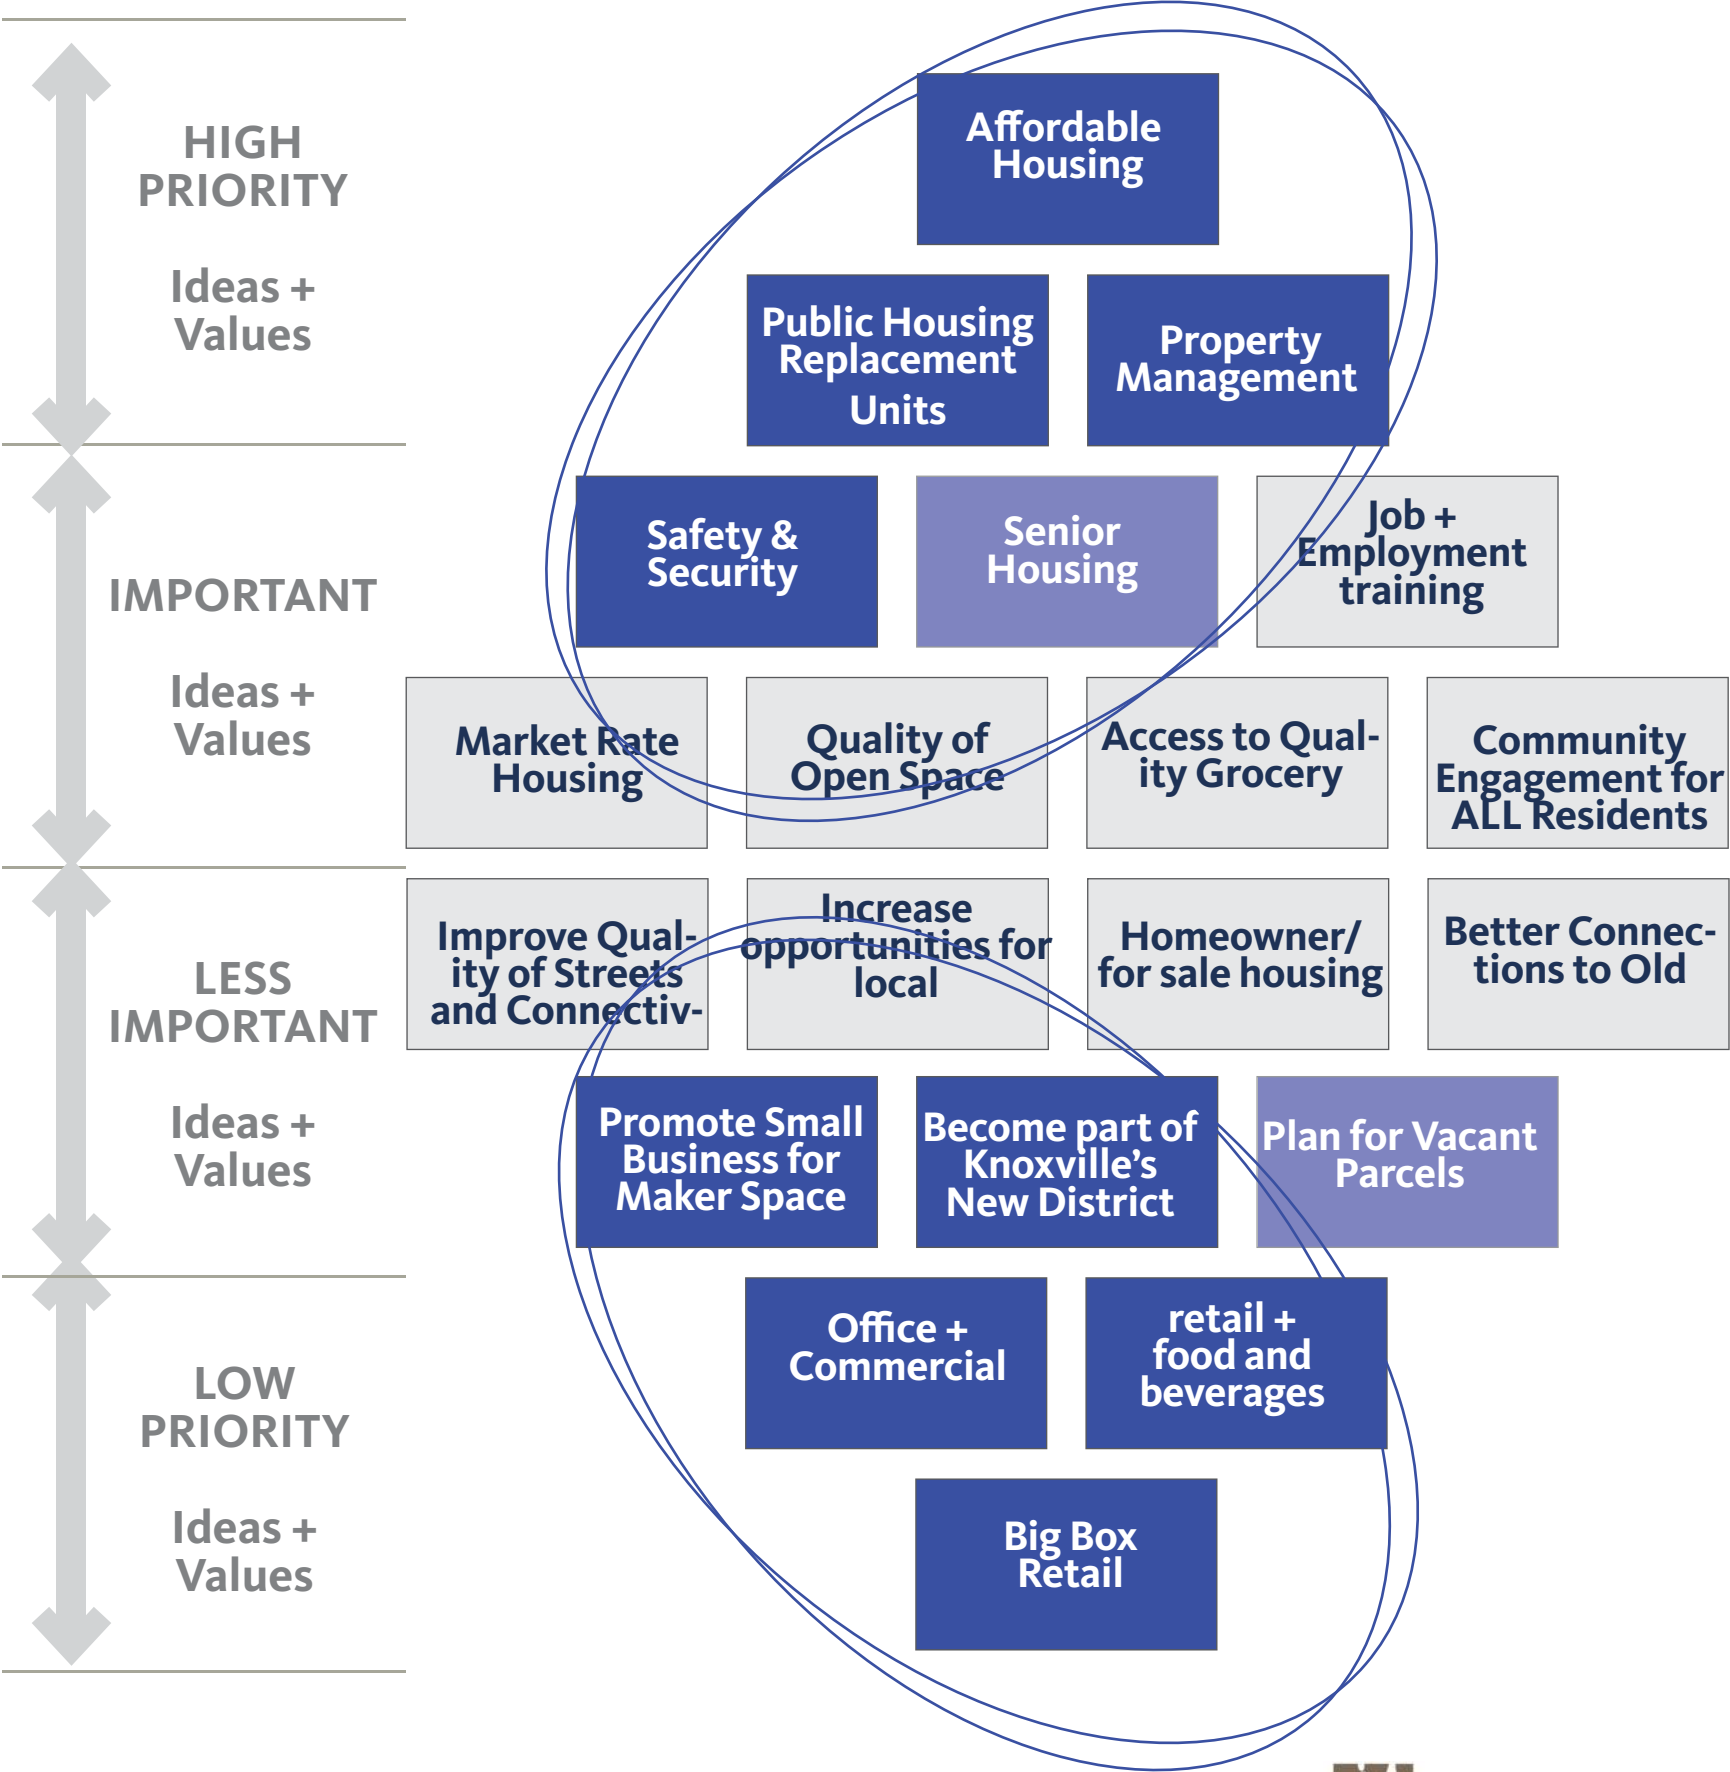 HIGH
PRIORITY
Ideas +
Values
Affordable
Housing
Public Housing
Replacement
Units
Property
Management
IMPORTANT
Ideas +
Values
Safety &
Security
Senior
Housing
Job +
Employment
training
Market Rate
Housing
Quality of
Open Space
Access to Qual-
ity Grocery
Community
Engagement for
ALL Residents
LESS
IMPORTANT
Ideas +
Values
Improve Qual-
ity of Streets
and Connectiv-
Increase
opportunities for
local
Homeowner/
for sale housing
Better Connec-
tions to Old
Promote Small
Business for
Maker Space
Become part of
Knoxville’s
New District
Plan for Vacant
Parcels
LOW
PRIORITY
Ideas +
Values
Office +
Commercial
retail +
food and
beverages
Big Box
Retail